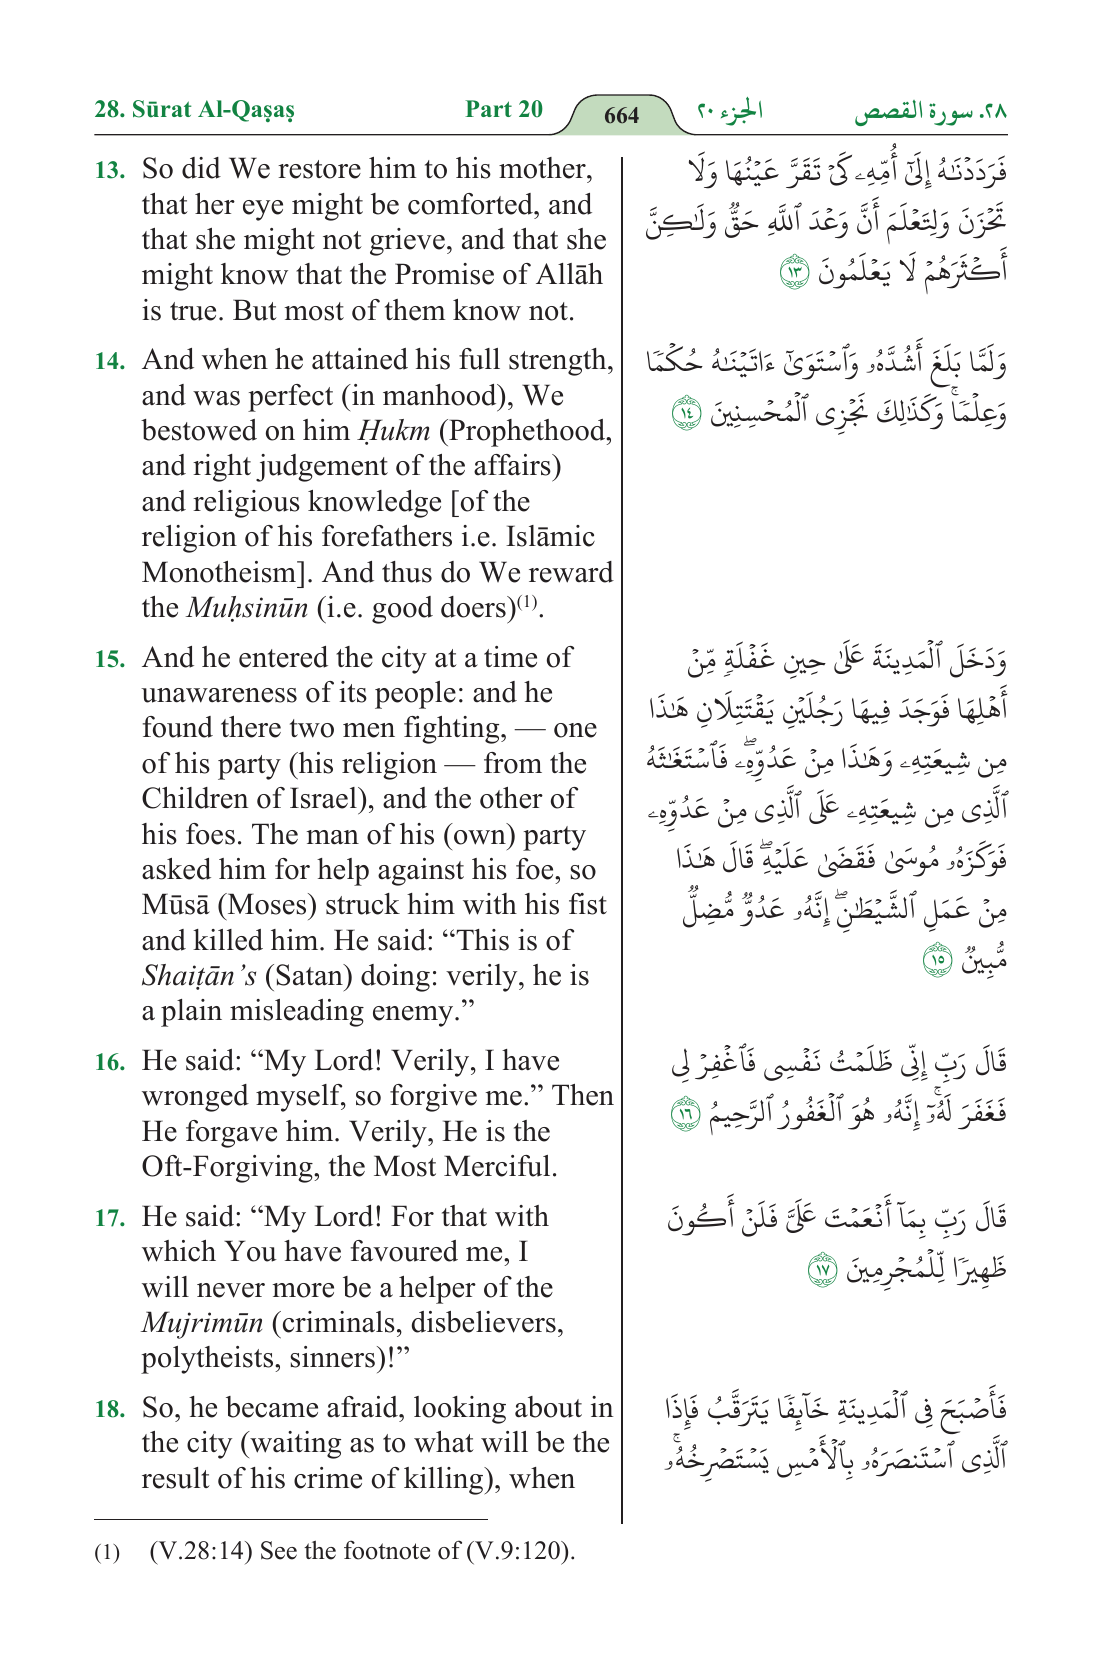 28. Sūrat Al-Qaṣaṣ
Part 20
664
الجزء ٢٠
٢٨. سورة القصص
13. So did We restore him to his mother,
that her eye might be comforted, and
that she might not grieve, and that she
might know that the Promise of Allāh
is true. But most of them know not.
14. And when he attained his full strength,
and was perfect (in manhood), We
bestowed on him Ḥukm (Prophethood,
and right judgement of the affairs)
and religious knowledge [of the
religion of his forefathers i.e. Islāmic
Monotheism]. And thus do We reward
the Muḥsinūn (i.e. good doers)(1).
15. And he entered the city at a time of
unawareness of its people: and he
found there two men fighting, — one
of his party (his religion — from the
Children of Israel), and the other of
his foes. The man of his (own) party
asked him for help against his foe, so
Mūsā (Moses) struck him with his fist
and killed him. He said: “This is of
Shaiṭān’s (Satan) doing: verily, he is
a plain misleading enemy.”
16. He said: “My Lord! Verily, I have
wronged myself, so forgive me.” Then
He forgave him. Verily, He is the
Oft-Forgiving, the Most Merciful.
17. He said: “My Lord! For that with
which You have favoured me, I
will never more be a helper of the
Mujrimūn (criminals, disbelievers,
polytheists, sinners)!”
18. So, he became afraid, looking about in
the city (waiting as to what will be the
result of his crime of killing), when
فَرَدَدۡنَٰهُ إِلَىٰٓ أُمِّهِۦ كَيۡ تَقَرَّ عَيۡنُهَا وَلَا
تَحۡزَنَ وَلِتَعۡلَمَ أَنَّ وَعۡدَ ٱللَّهِ حَقّٞ وَلَٰكِنَّ
أَكۡثَرَهُمۡ لَا يَعۡلَمُونَ ١٣
وَلَمَّا بَلَغَ أَشُدَّهُۥ وَٱسۡتَوَىٰٓ ءَاتَيۡنَٰهُ حُكۡمٗا
وَعِلۡمٗاۚ وَكَذَٰلِكَ نَجۡزِي ٱلۡمُحۡسِنِينَ ١٤
وَدَخَلَ ٱلۡمَدِينَةَ عَلَىٰ حِينِ غَفۡلَةٖ مِّنۡ
أَهۡلِهَا فَوَجَدَ فِيهَا رَجُلَيۡنِ يَقۡتَتِلَانِ هَٰذَا
مِن شِيعَتِهِۦ وَهَٰذَا مِنۡ عَدُوِّهِۦۖ فَٱسۡتَغَٰثَهُ
ٱلَّذِي مِن شِيعَتِهِۦ عَلَى ٱلَّذِي مِنۡ عَدُوِّهِۦ
فَوَكَزَهُۥ مُوسَىٰ فَقَضَىٰ عَلَيۡهِۖ قَالَ هَٰذَا
مِنۡ عَمَلِ ٱلشَّيۡطَٰنِۖ إِنَّهُۥ عَدُوّٞ مُّضِلّٞ
مُّبِينٞ ١٥
قَالَ رَبِّ إِنِّي ظَلَمۡتُ نَفۡسِي فَٱغۡفِرۡ لِي
فَغَفَرَ لَهُۥٓۚ إِنَّهُۥ هُوَ ٱلۡغَفُورُ ٱلرَّحِيمُ ١٦
قَالَ رَبِّ بِمَآ أَنۡعَمۡتَ عَلَيَّ فَلَنۡ أَكُونَ
ظَهِيرٗا لِّلۡمُجۡرِمِينَ ١٧
فَأَصۡبَحَ فِي ٱلۡمَدِينَةِ خَآئِفٗا يَتَرَقَّبُ فَإِذَا
ٱلَّذِي ٱسۡتَنصَرَهُۥ بِٱلۡأَمۡسِ يَسۡتَصۡرِخُهُۥۚ
(1) (V.28:14) See the footnote of (V.9:120).